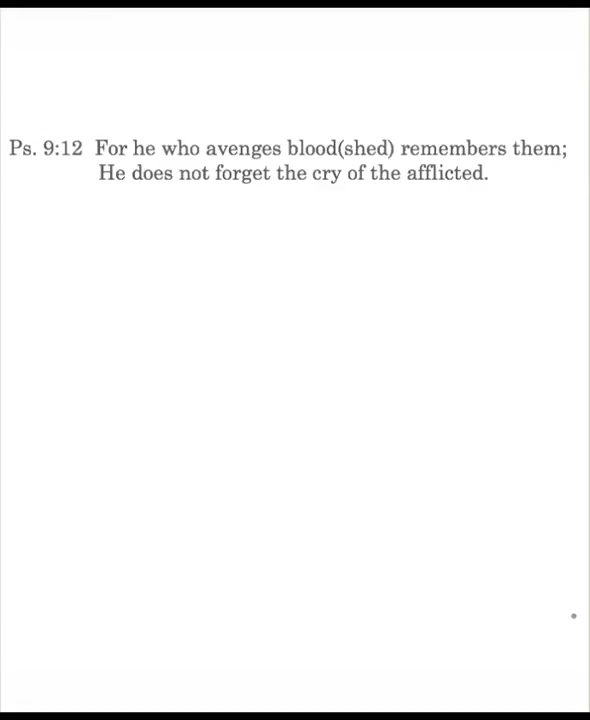 Ps. 9:12 For he who avenges blood(shed) remembers them;
He does not forget the cry of the afflicted.